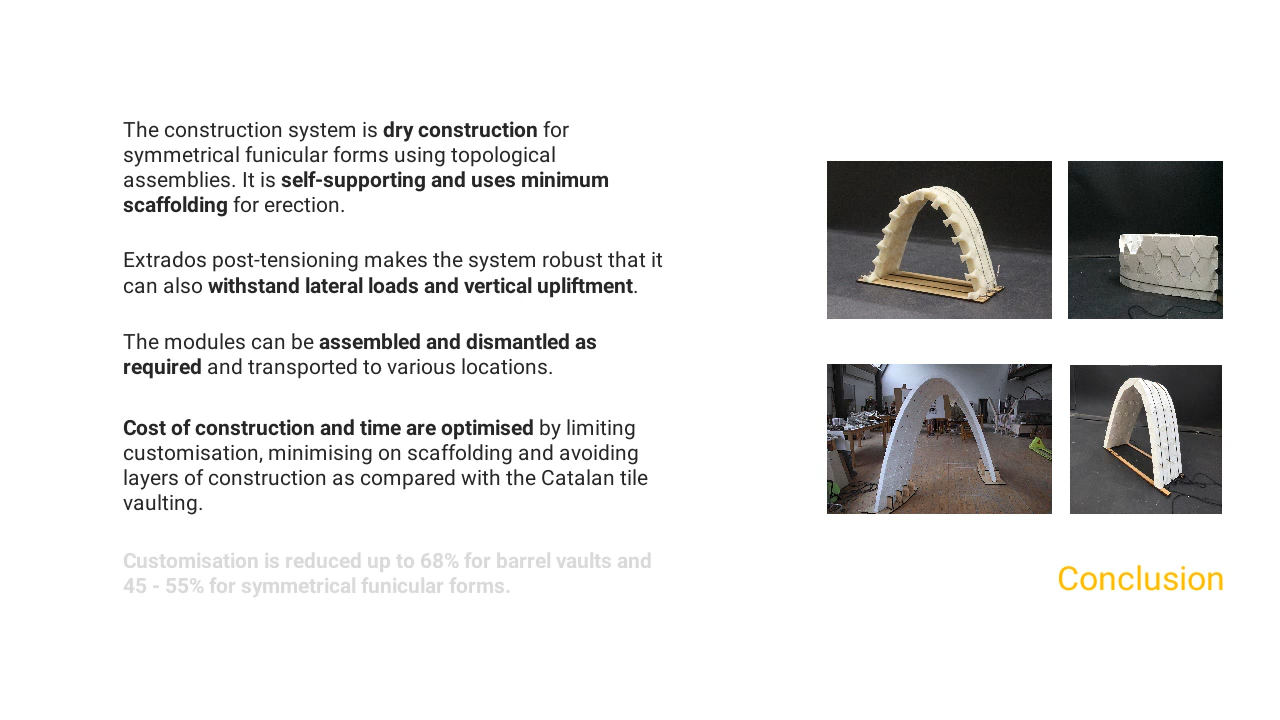 The construction system is dry construction for
symmetrical funicular forms using topological
assemblies. It is self-supporting and uses minimum
scaffolding for erection.
Extrados post-tensioning makes the system robust that it
can also withstand lateral loads and vertical upliftment.
The modules can be assembled and dismantled as
required and transported to various locations.
Cost of construction and time are optimised by limiting
customisation, minimising on scaffolding and avoiding
layers of construction as compared with the Catalan tile
vaulting.
Customisation is reduced up to 68% for barrel vaults and
45 - 55% for symmetrical funicular forms.
Conclusion